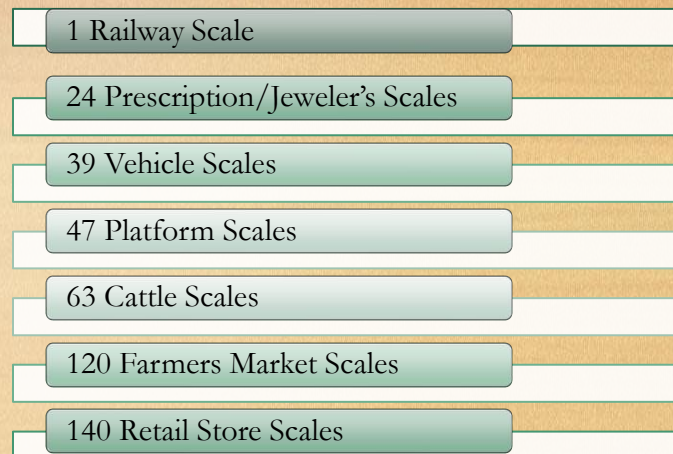 1 Railway Scale
24 Prescription/Jeweler’s Scales
39 Vehicle Scales
47 Platform Scales
63 Cattle Scales
120 Farmers Market Scales
140 Retail Store Scales